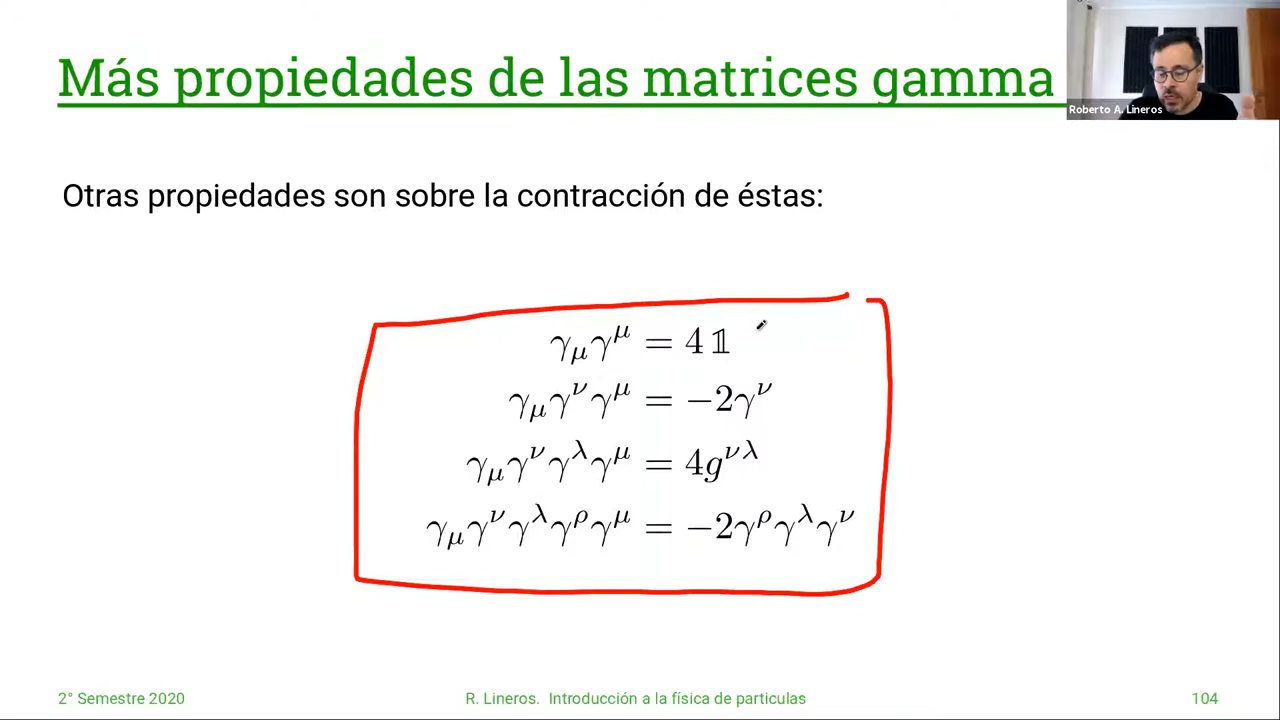 Más propiedades de las matrices gamma
Roberto A. Lineros
Otras propiedades son sobre la contracción de éstas:
γ_μ γ^μ = 4 𝟙
γ_μ γ^ν γ^μ = −2γ^ν
γ_μ γ^ν γ^λ γ^μ = 4g^{νλ}
γ_μ γ^ν γ^λ γ^ρ γ^μ = −2γ^ρ γ^λ γ^ν
2° Semestre 2020
R. Lineros. Introducción a la física de particulas
104